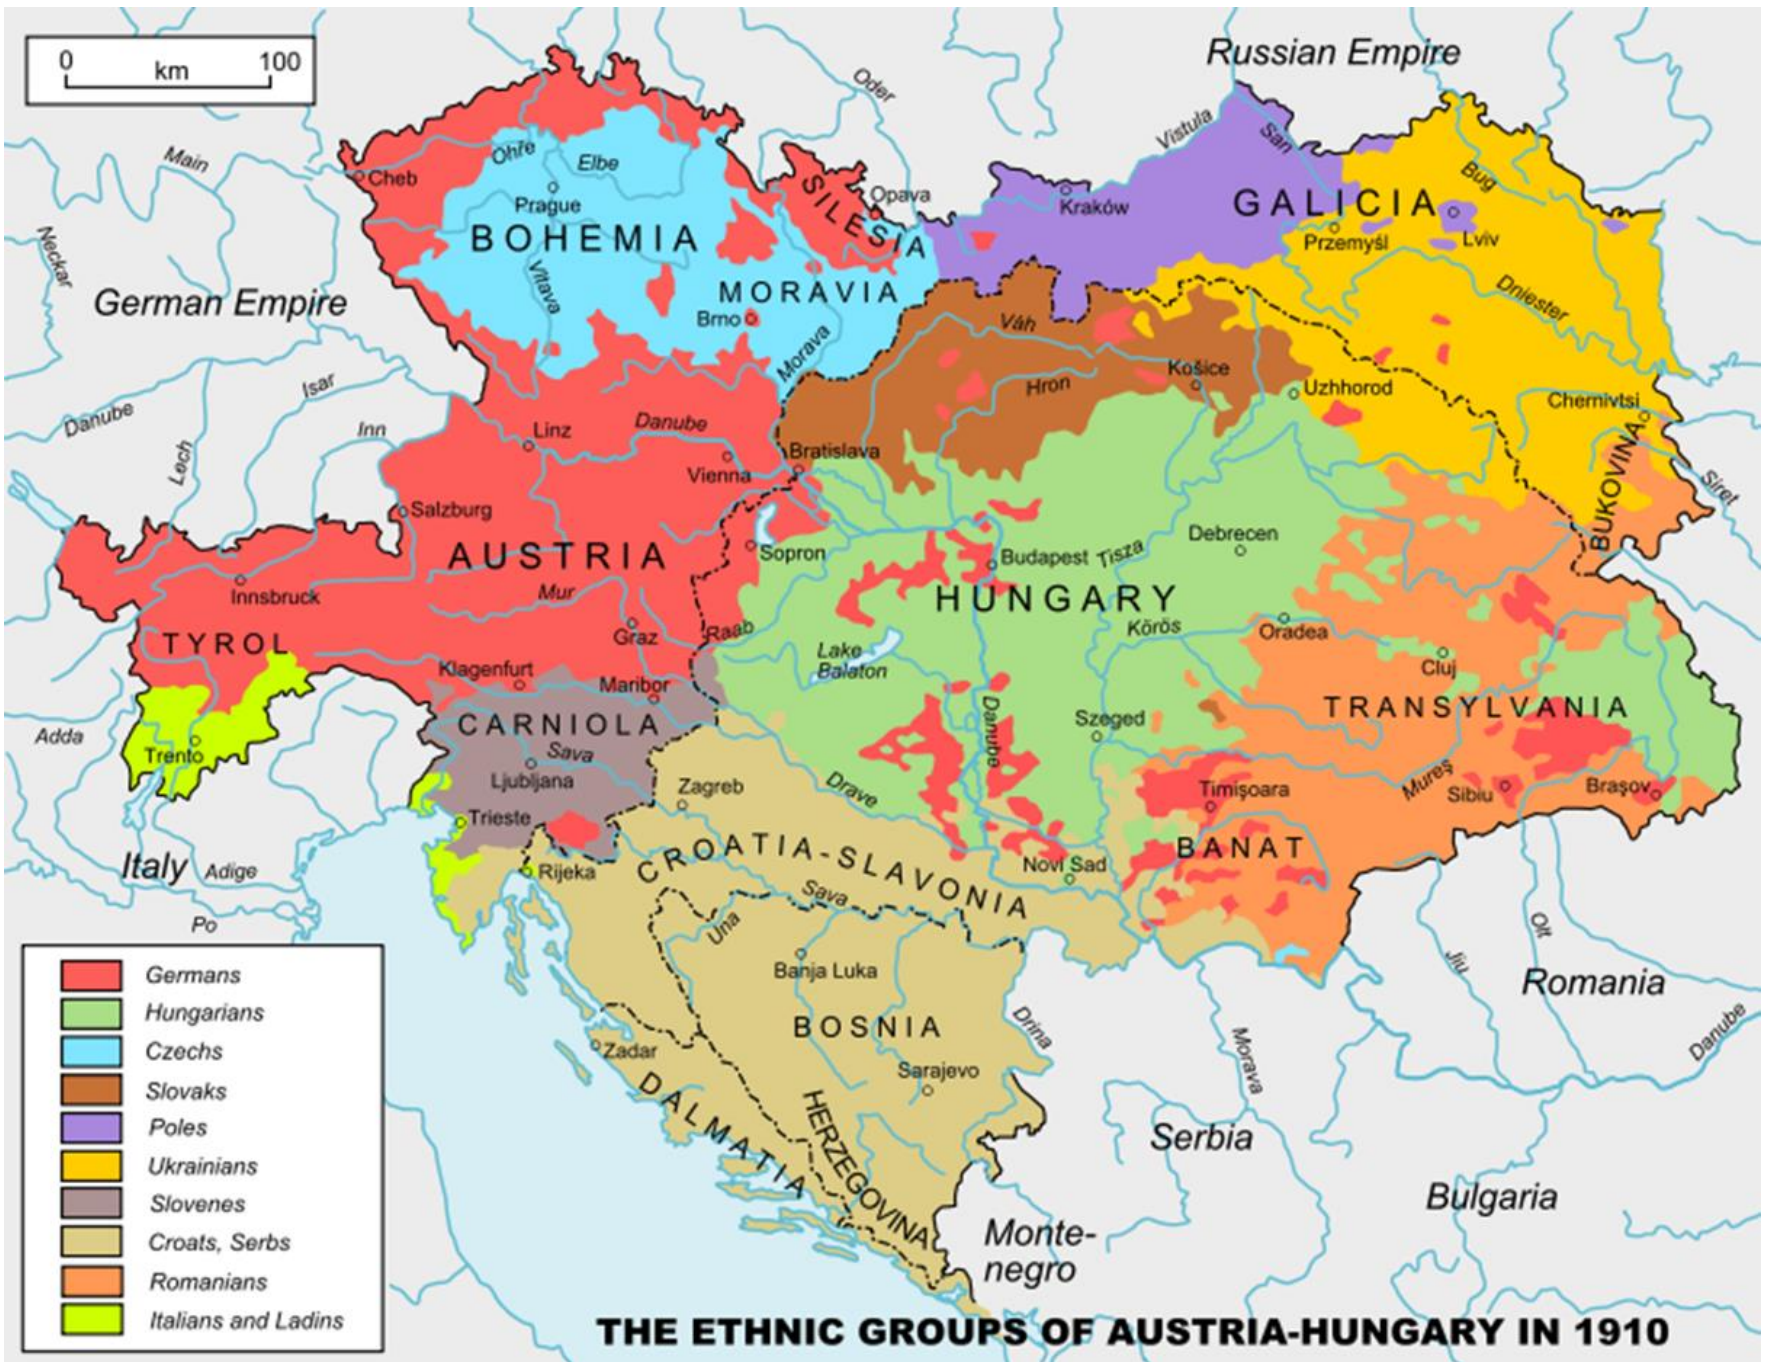 0 100
km
Russian Empire
Oder
Vistula
San
Main
Ohře
Elbe
Cheb
Opava
Bug
Prague
SILESIA
Kraków
GALICIA
BOHEMIA
Przemyśl
Lviv
Neckar
Vltava
German Empire
MORAVIA
Dniester
Brno
Váh
Morava
Košice
Isar
Hron
Uzhhorod
Danube
Chernivtsi
Inn
Linz
Danube
Bratislava
Lech
Vienna
BUKOVINA
Siret
Salzburg
AUSTRIA
Sopron
Budapest
Tisza
Debrecen
Innsbruck
Mur
HUNGARY
TYROL
Graz
Raab
Körös
Oradea
Lake
Balaton
Cluj
Klagenfurt
Maribor
Danube
TRANSYLVANIA
CARNIOLA
Szeged
Adda
Trento
Sava
Ljubljana
Zagreb
Drave
Timişoara
Mureş
Sibiu
Braşov
Trieste
Italy
Adige
Rijeka
CROATIA-SLAVONIA
Novi Sad
BANAT
Po
Una
Sava
Olt
Jiu
Banja Luka
Romania
BOSNIA
Drina
Morava
Danube
Zadar
Sarajevo
DALMATIA
HERZEGOVINA
Serbia
Bulgaria
Monte-
negro
Germans
Hungarians
Czechs
Slovaks
Poles
Ukrainians
Slovenes
Croats, Serbs
Romanians
Italians and Ladins
THE ETHNIC GROUPS OF AUSTRIA-HUNGARY IN 1910